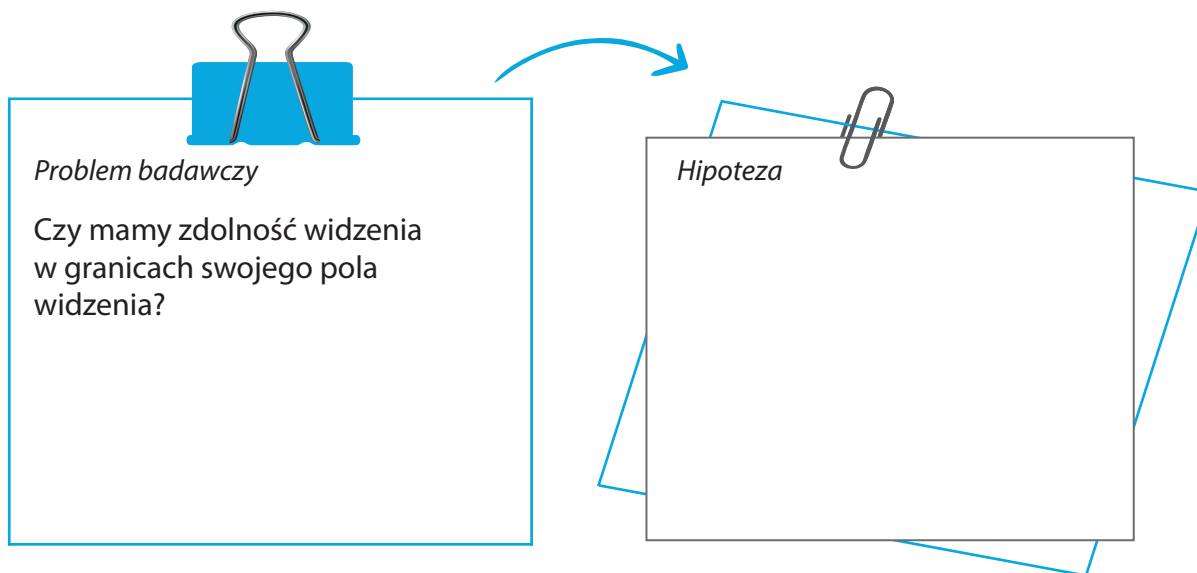 Problem badawczy
Czy mamy zdolność widzenia
w granicach swojego pola
widzenia?
Hipoteza